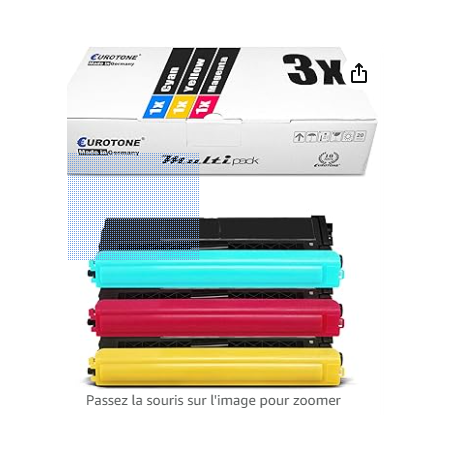 EUROTONE®
Made in Germany
1x Cyan
1x Yellow
1x Magenta
3x
EUROTONE®
Made in Germany
Multipack
EUROTONE
Passez la souris sur l'image pour zoomer